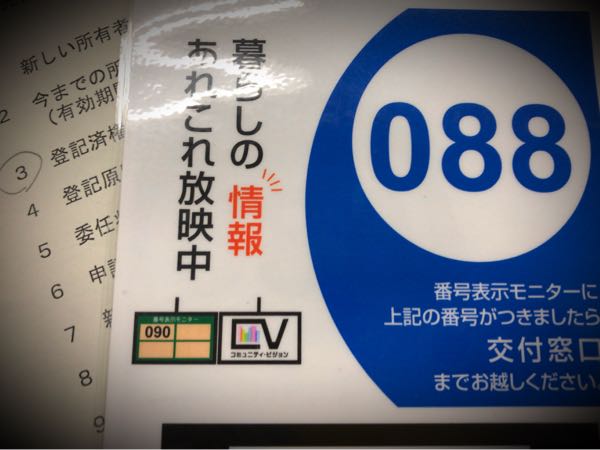 新しい所有者
2 今までの所
（有効期
3 登記済権
4 登記原
5 委任
6 申請
7
8
9
暮らしの情報
あれこれ放映中
番号表示モニター
090
CV
コミュニティ・ビジョン
088
番号表示モニターに
上記の番号がつきましたら
交付窓口
までお越しください。